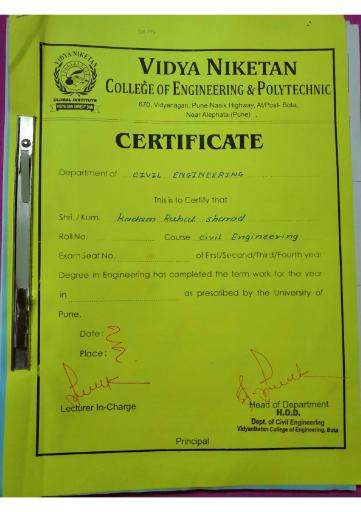 VIDYA NIKETAN
GLOBAL INSTITUTE
VIDYA NIKETAN
COLLEGE OF ENGINEERING & POLYTECHNIC
670, Vidyanagari, Pune-Nasik Highway, At/Post- Bota,
Near Alephata (Pune)
CERTIFICATE
Department of CIVIL ENGINEERING
This is to Certify that
Shri. / Kum. Kadam Rahul sharad
Roll No. Course civil Engineering
Exam Seat No. of First/Second/Third/Fourth year
Degree in Engineering has completed the term work for the year
in as prescribed by the University of
Pune.
Date:
Place:
Lecturer In-Charge
Head of Department
H.O.D.
Dept. of Civil Engineering
Vidyaniketan College of Engineering, Bota
Principal